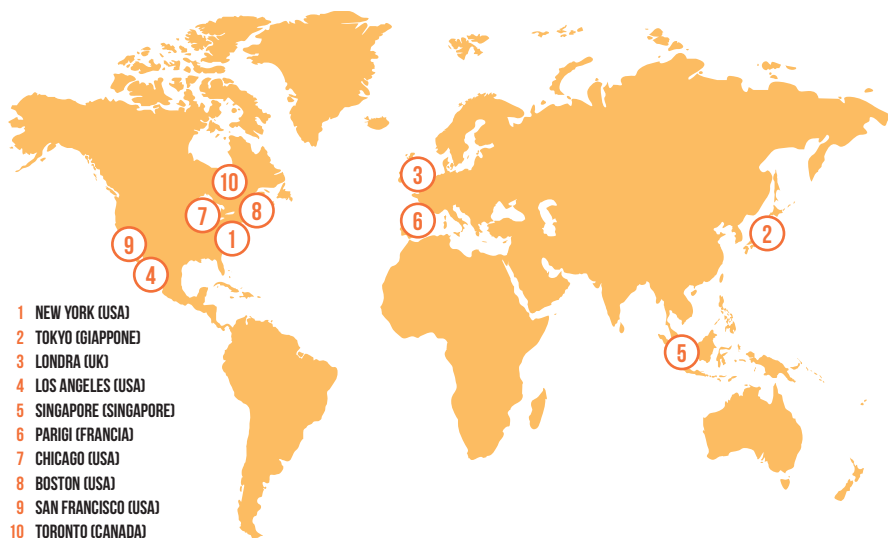 10
3
7
8
6
9
1
2
4
5
1 NEW YORK (USA)
2 TOKYO (GIAPPONE)
3 LONDRA (UK)
4 LOS ANGELES (USA)
5 SINGAPORE (SINGAPORE)
6 PARIGI (FRANCIA)
7 CHICAGO (USA)
8 BOSTON (USA)
9 SAN FRANCISCO (USA)
10 TORONTO (CANADA)